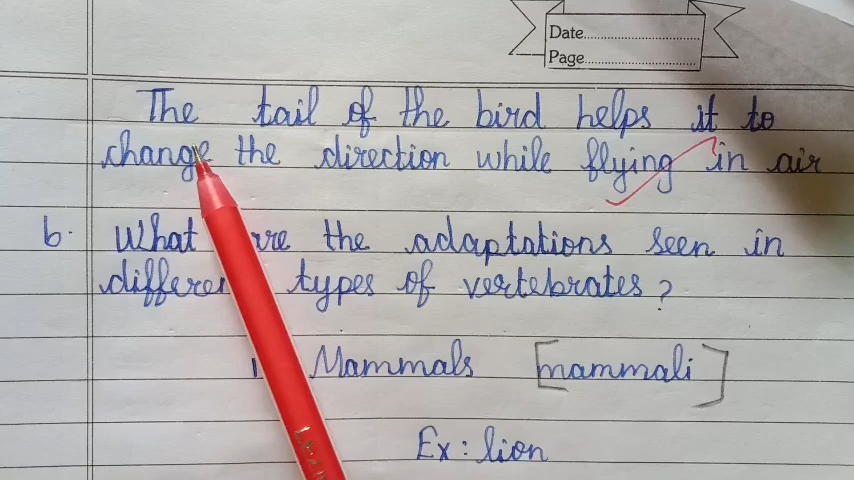 Date
Page
The tail of the bird helps it to
change the direction while flying in air
b. What the adaptations seen in
types of vertebrates?
Mammals [mammali]
Ex: lion